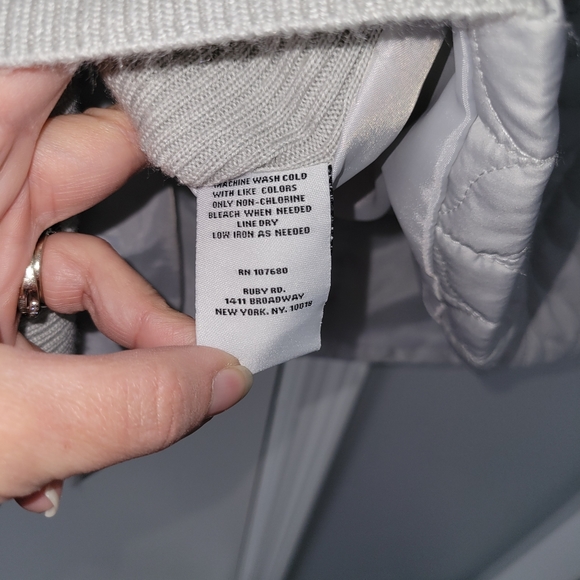 MACHINE WASH COLD
WITH LIKE COLORS
ONLY NON-CHLORINE
BLEACH WHEN NEEDED
LINE DRY
LOW IRON AS NEEDED
RN 107680
RUBY RD.
1411 BROADWAY
NEW YORK. NY. 10018